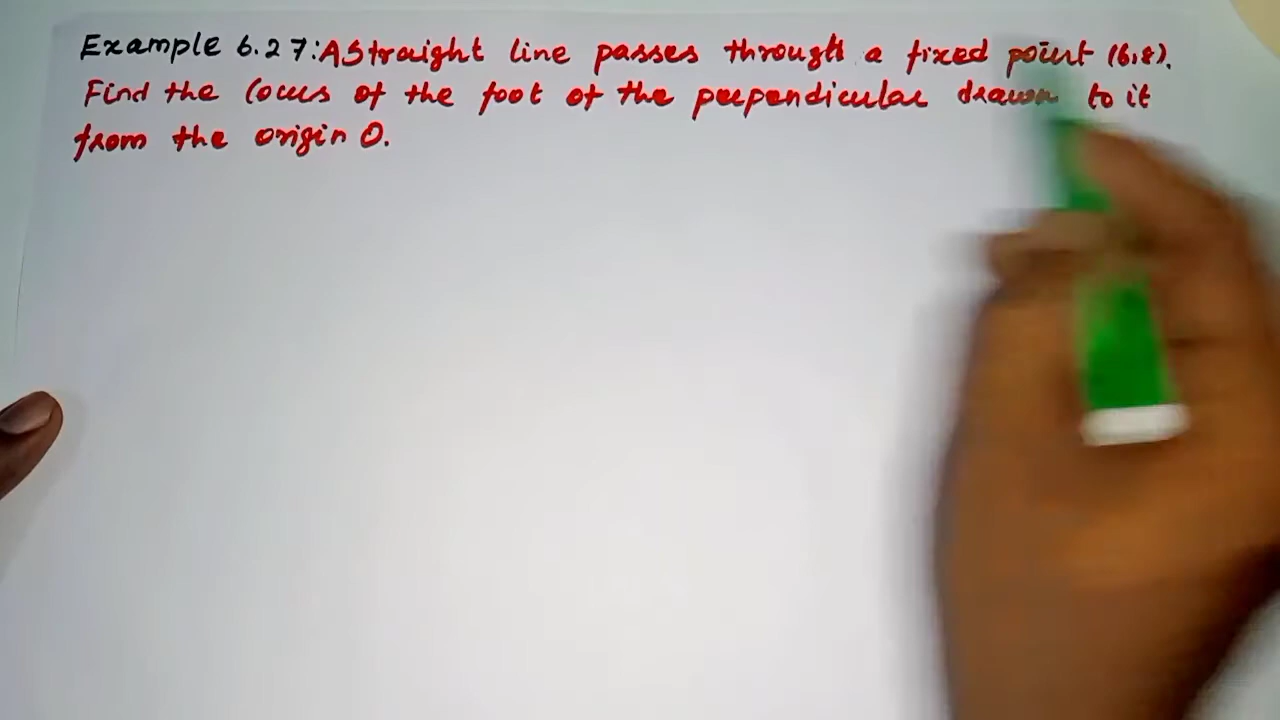 Example 6.27: A Straight line passes through a fixed point (6,8).
Find the locus of the foot of the perpendicular drawn to it
from the origin O.